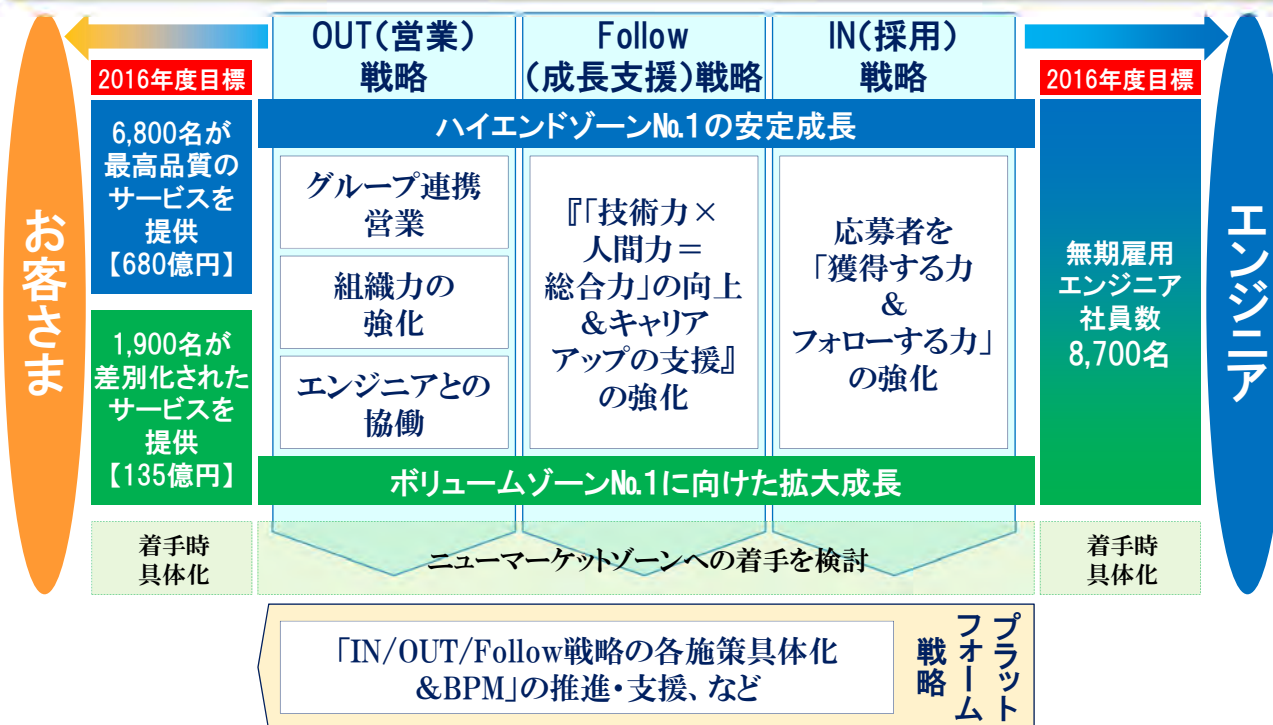 お客さま
2016年度目標
6,800名が
最高品質の
サービスを
提供
【680億円】
1,900名が
差別化された
サービスを
提供
【135億円】
着手時
具体化
OUT(営業)
戦略
Follow
(成長支援)戦略
IN(採用)
戦略
ハイエンドゾーン№1の安定成長
グループ連携
営業
組織力の
強化
エンジニアとの
協働
『「技術力×
人間力＝
総合力」の向上
&キャリア
アップの支援』
の強化
応募者を
「獲得する力
&
フォローする力」
の強化
ボリュームゾーン№1に向けた拡大成長
ニューマーケットゾーンへの着手を検討
「IN/OUT/Follow戦略の各施策具体化
&BPM」の推進・支援、など
プラット
フォーム
戦略
2016年度目標
無期雇用
エンジニア
社員数
8,700名
着手時
具体化
エンジニア